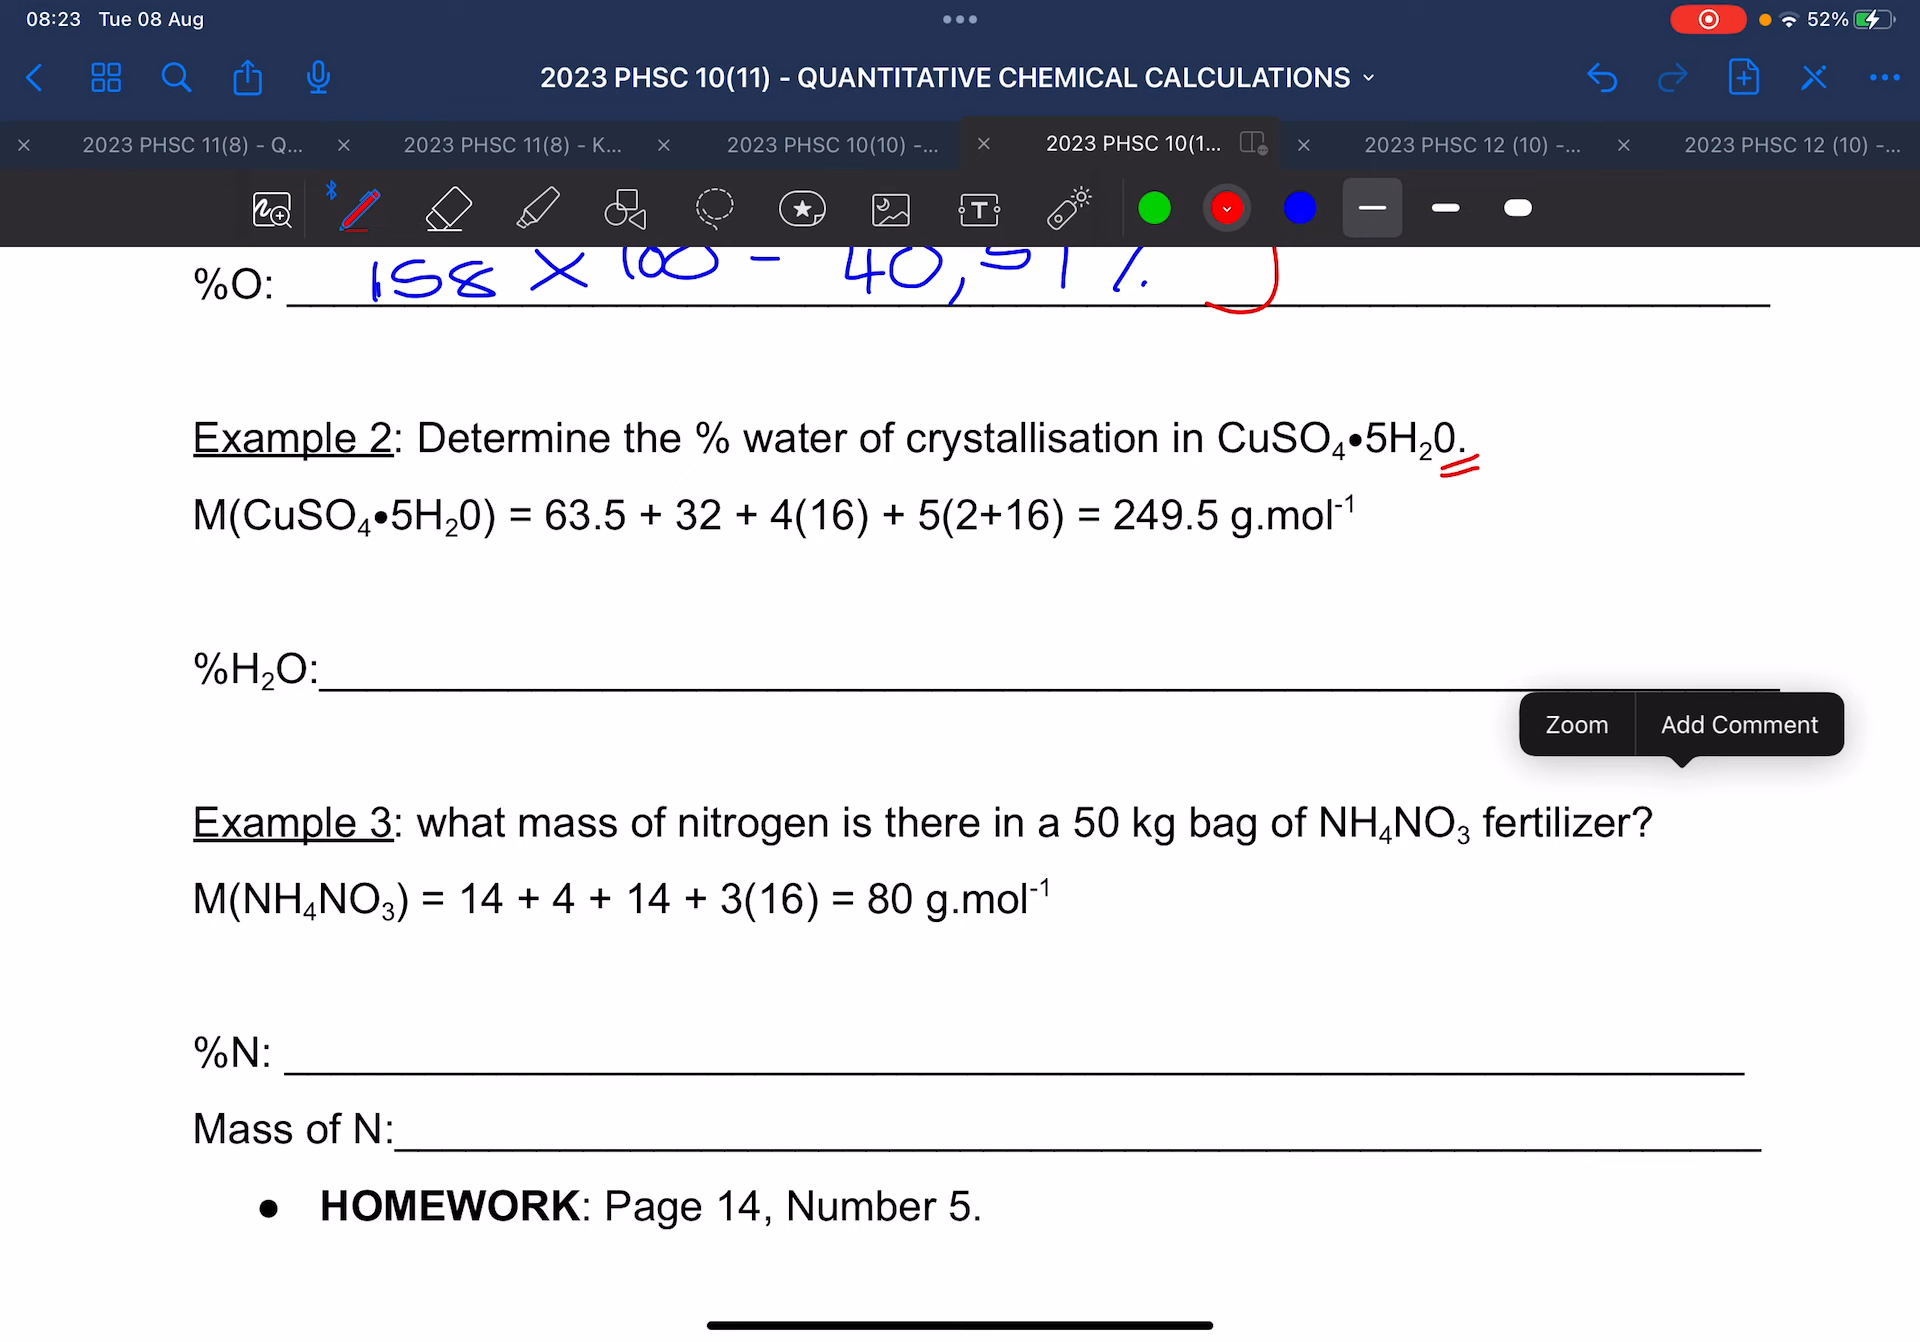 08:23 Tue 08 Aug
52%
2023 PHSC 10(11) - QUANTITATIVE CHEMICAL CALCULATIONS
2023 PHSC 11(8) - Q... 2023 PHSC 11(8) - K... 2023 PHSC 10(10) -... 2023 PHSC 10(1... 2023 PHSC 12 (10) -... 2023 PHSC 12 (10) -...
%O: 158 × 100 = 40,51 %
Example 2: Determine the % water of crystallisation in CuSO₄•5H₂0.
M(CuSO₄•5H₂0) = 63.5 + 32 + 4(16) + 5(2+16) = 249.5 g.mol⁻¹
%H₂O:
Zoom Add Comment
Example 3: what mass of nitrogen is there in a 50 kg bag of NH₄NO₃ fertilizer?
M(NH₄NO₃) = 14 + 4 + 14 + 3(16) = 80 g.mol⁻¹
%N:
Mass of N:
• HOMEWORK: Page 14, Number 5.